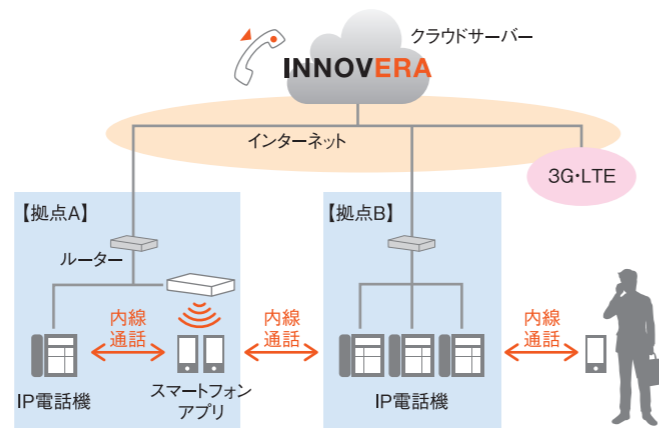 クラウドサーバー
INNOVERA
インターネット
3G・LTE
【拠点A】
【拠点B】
ルーター
内線
通話
内線
通話
内線
通話
IP電話機
スマートフォン
アプリ
IP電話機